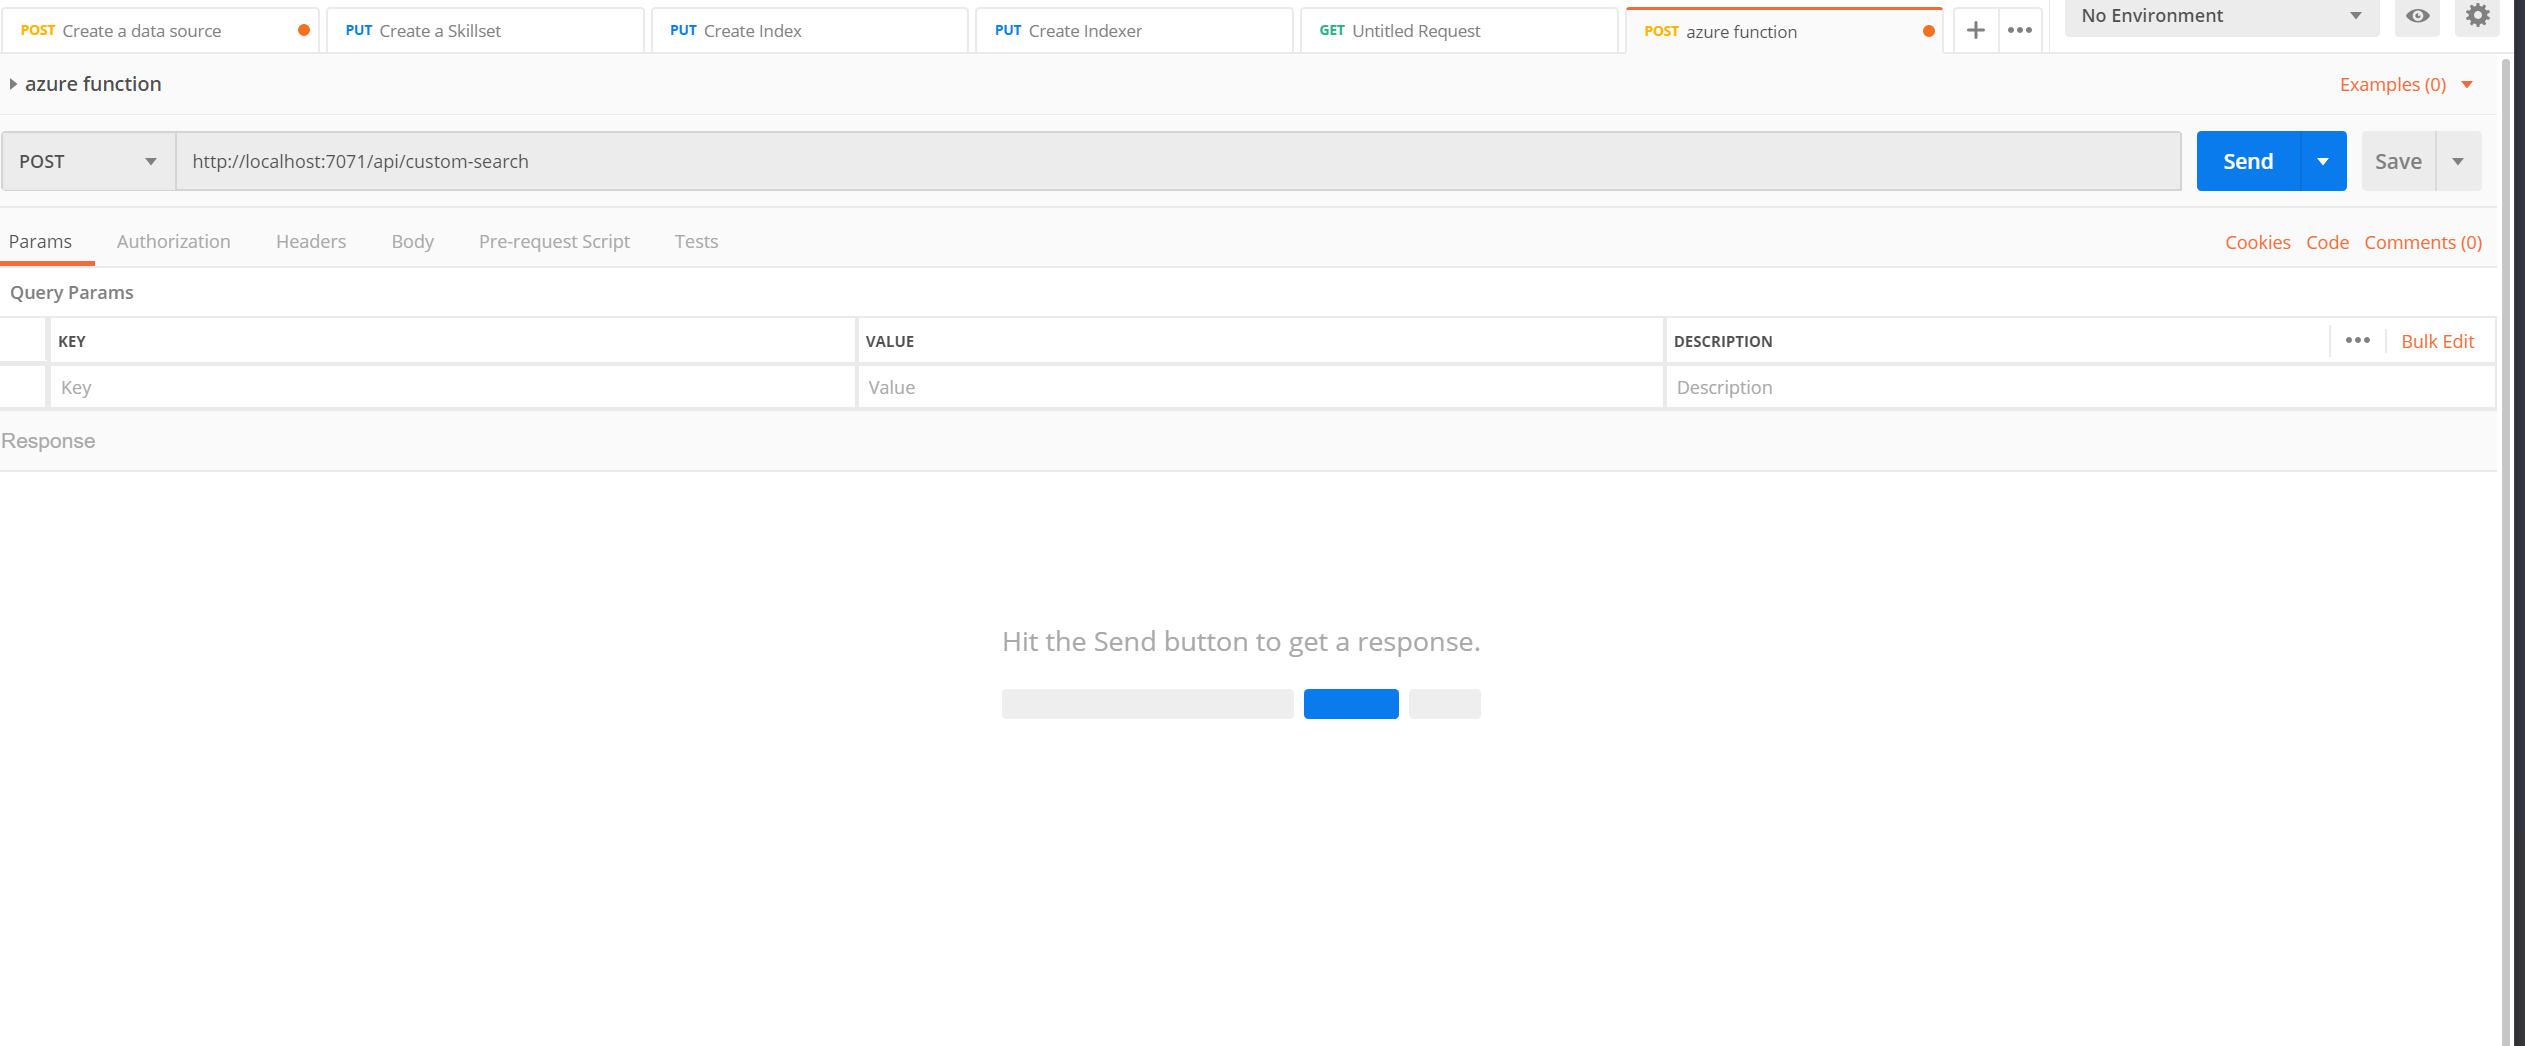 POST Create a data source PUT Create a Skillset PUT Create Index PUT Create Indexer GET Untitled Request POST azure function No Environment
azure function Examples (0)
POST http://localhost:7071/api/custom-search Send Save
Params Authorization Headers Body Pre-request Script Tests Cookies Code Comments (0)
Query Params
KEY VALUE DESCRIPTION Bulk Edit
Key Value Description
Response
Hit the Send button to get a response.